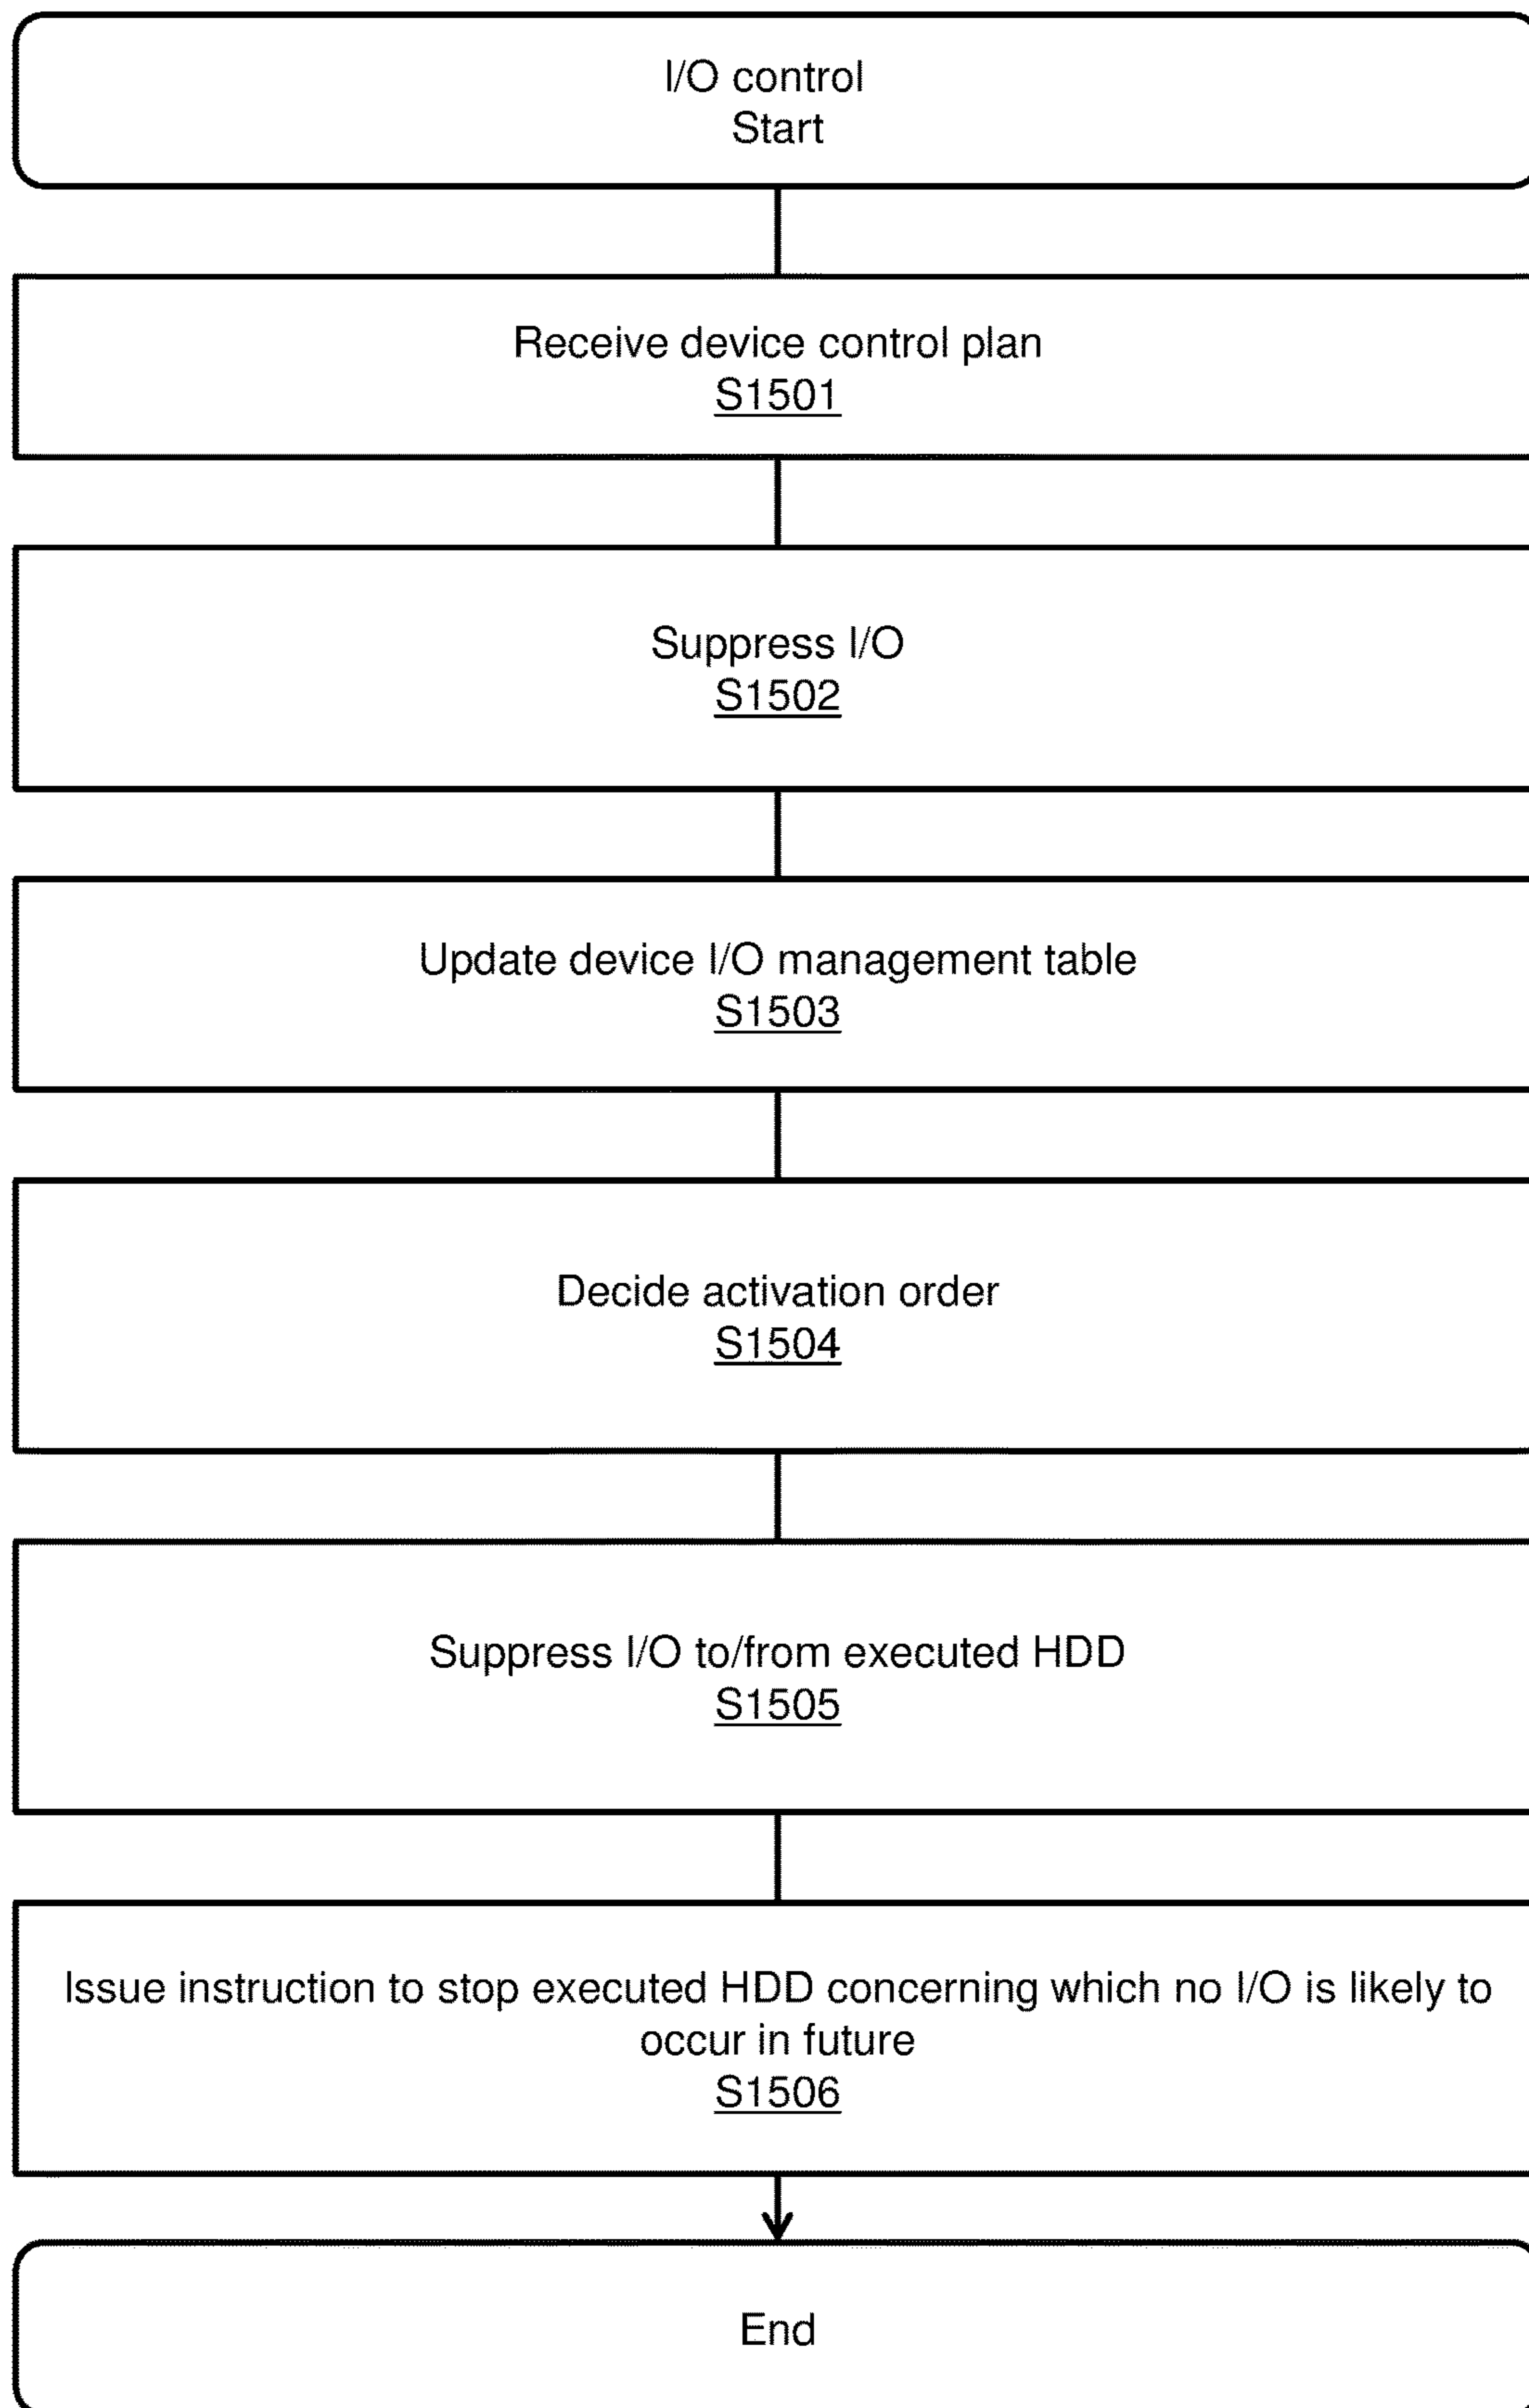 I/O control
Start
Receive device control plan
S1501
Suppress I/O
S1502
Update device I/O management table
S1503
Decide activation order
S1504
Suppress I/O to/from executed HDD
S1505
Issue instruction to stop executed HDD concerning which no I/O is likely to
occur in future
S1506
End